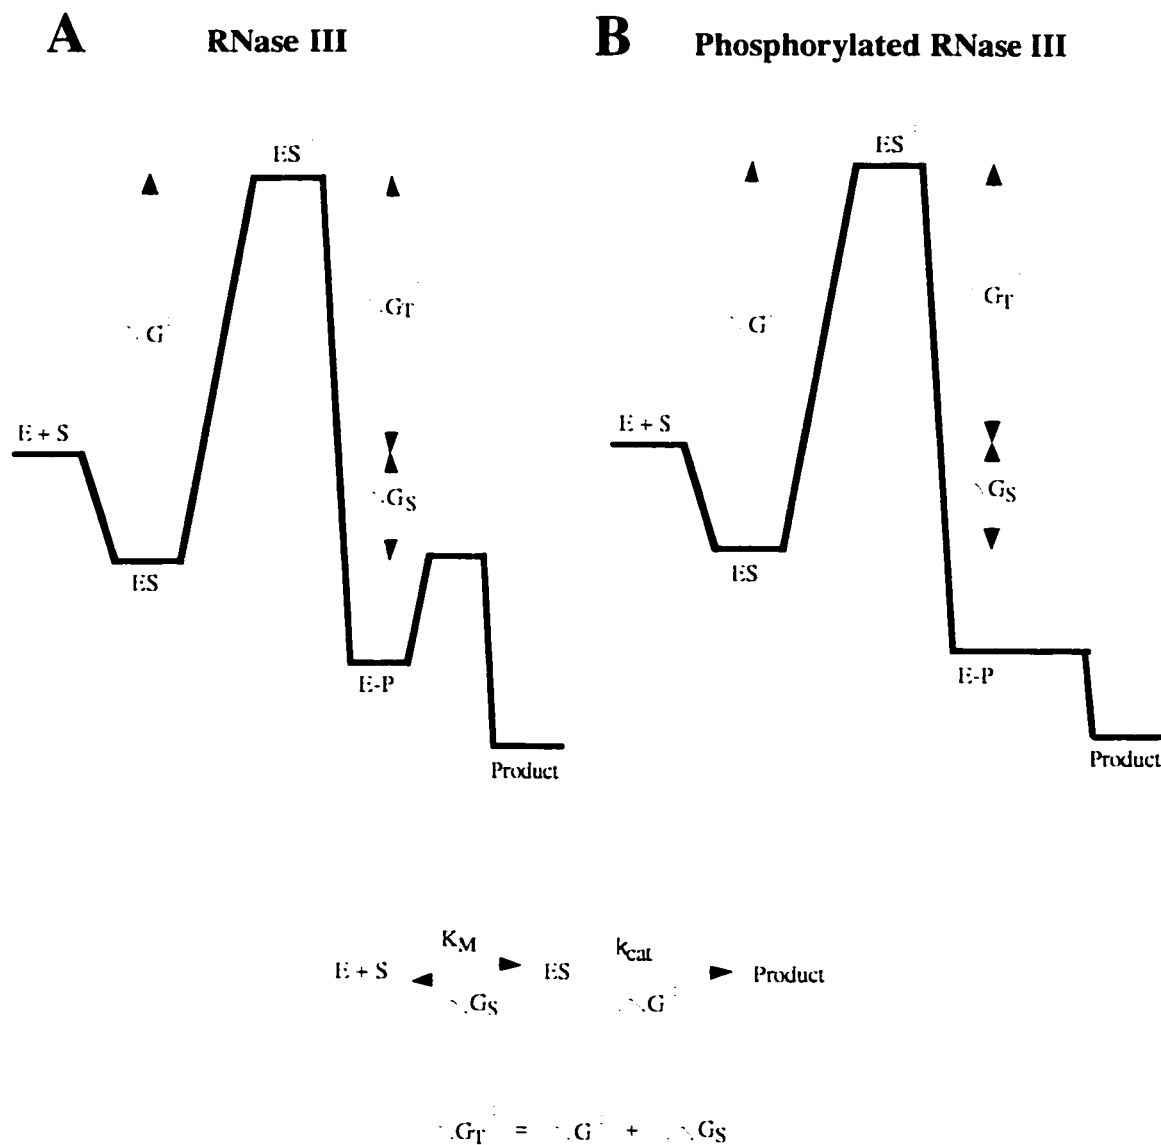 A RNase III
B Phosphorylated RNase III
ES
GT
G
E + S
GS
ES
E-P
Product
ES
GT
G
E + S
GS
ES
E-P
Product
KM kcat
E + S ES Product
GS G
GT = G + GS